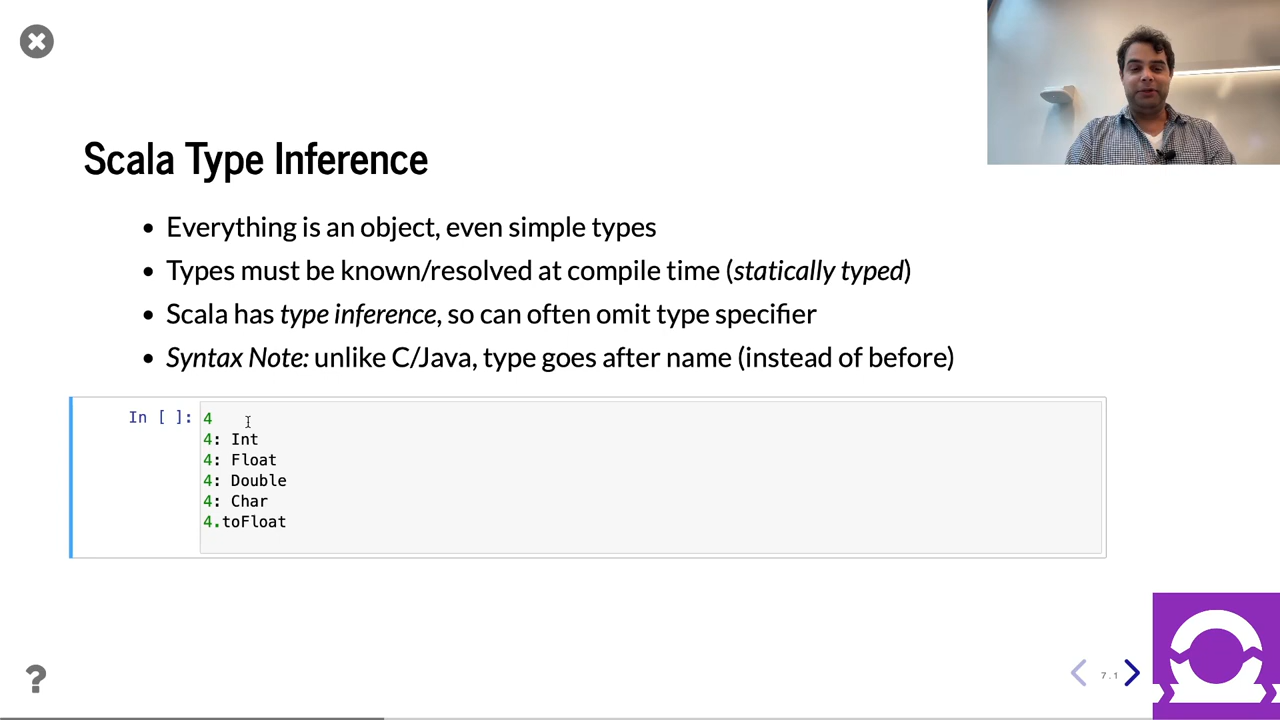 Scala Type Inference
• Everything is an object, even simple types
• Types must be known/resolved at compile time (statically typed)
• Scala has type inference, so can often omit type specifier
• Syntax Note: unlike C/Java, type goes after name (instead of before)
In [ ]: 4
4: Int
4: Float
4: Double
4: Char
4.toFloat
?
7.1